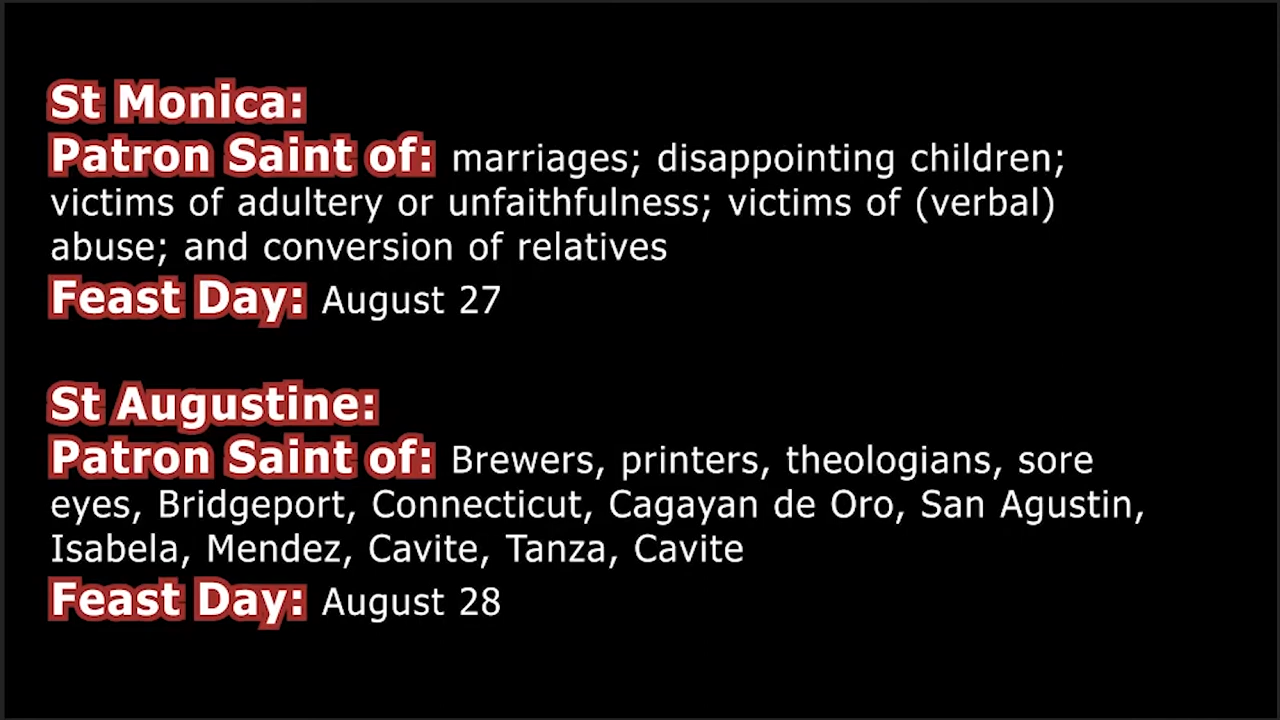 St Monica:
Patron Saint of: marriages; disappointing children;
victims of adultery or unfaithfulness; victims of (verbal)
abuse; and conversion of relatives
Feast Day: August 27
St Augustine:
Patron Saint of: Brewers, printers, theologians, sore
eyes, Bridgeport, Connecticut, Cagayan de Oro, San Agustin,
Isabela, Mendez, Cavite, Tanza, Cavite
Feast Day: August 28